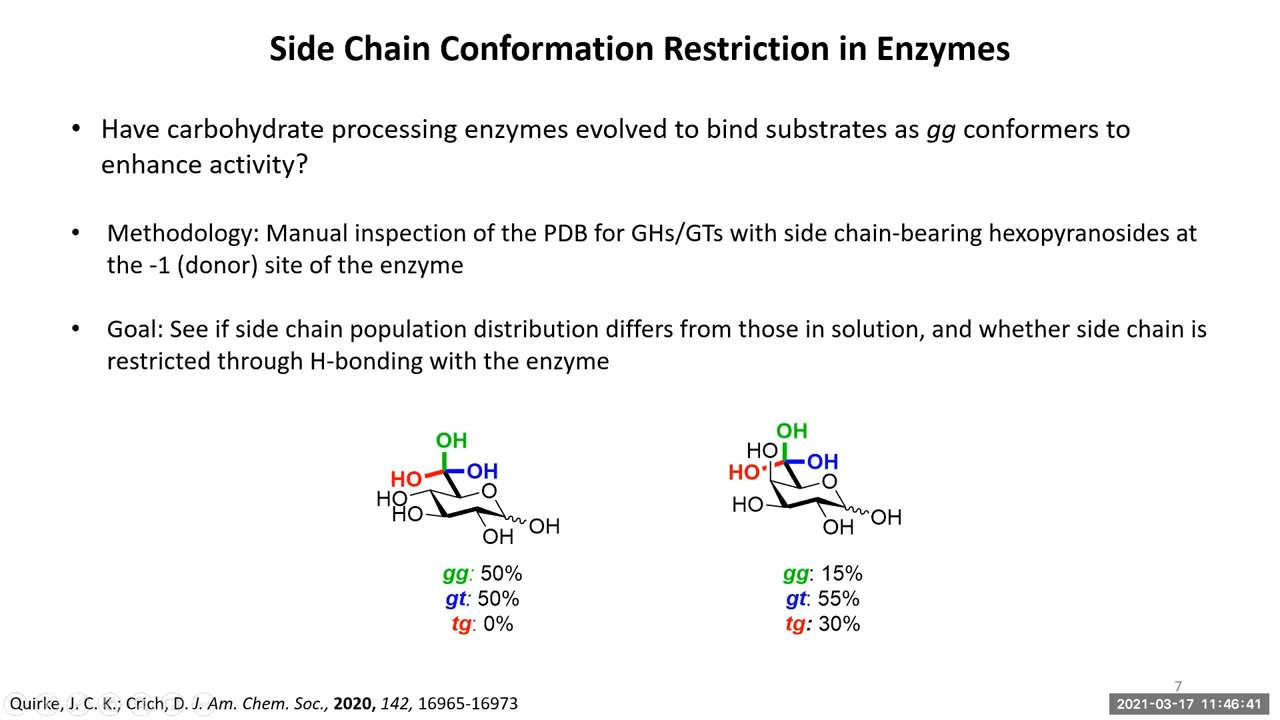 Side Chain Conformation Restriction in Enzymes
• Have carbohydrate processing enzymes evolved to bind substrates as gg conformers to
enhance activity?
• Methodology: Manual inspection of the PDB for GHs/GTs with side chain-bearing hexopyranosides at
the -1 (donor) site of the enzyme
• Goal: See if side chain population distribution differs from those in solution, and whether side chain is
restricted through H-bonding with the enzyme
OH
HO OH
HO O
HO OH
OH
gg: 50%
gt: 50%
tg: 0%
OH
HO
HO OH
O
HO OH
OH
gg: 15%
gt: 55%
tg: 30%
7
Quirke, J. C. K.; Crich, D. J. Am. Chem. Soc., 2020, 142, 16965-16973
2021-03-17 11:46:41